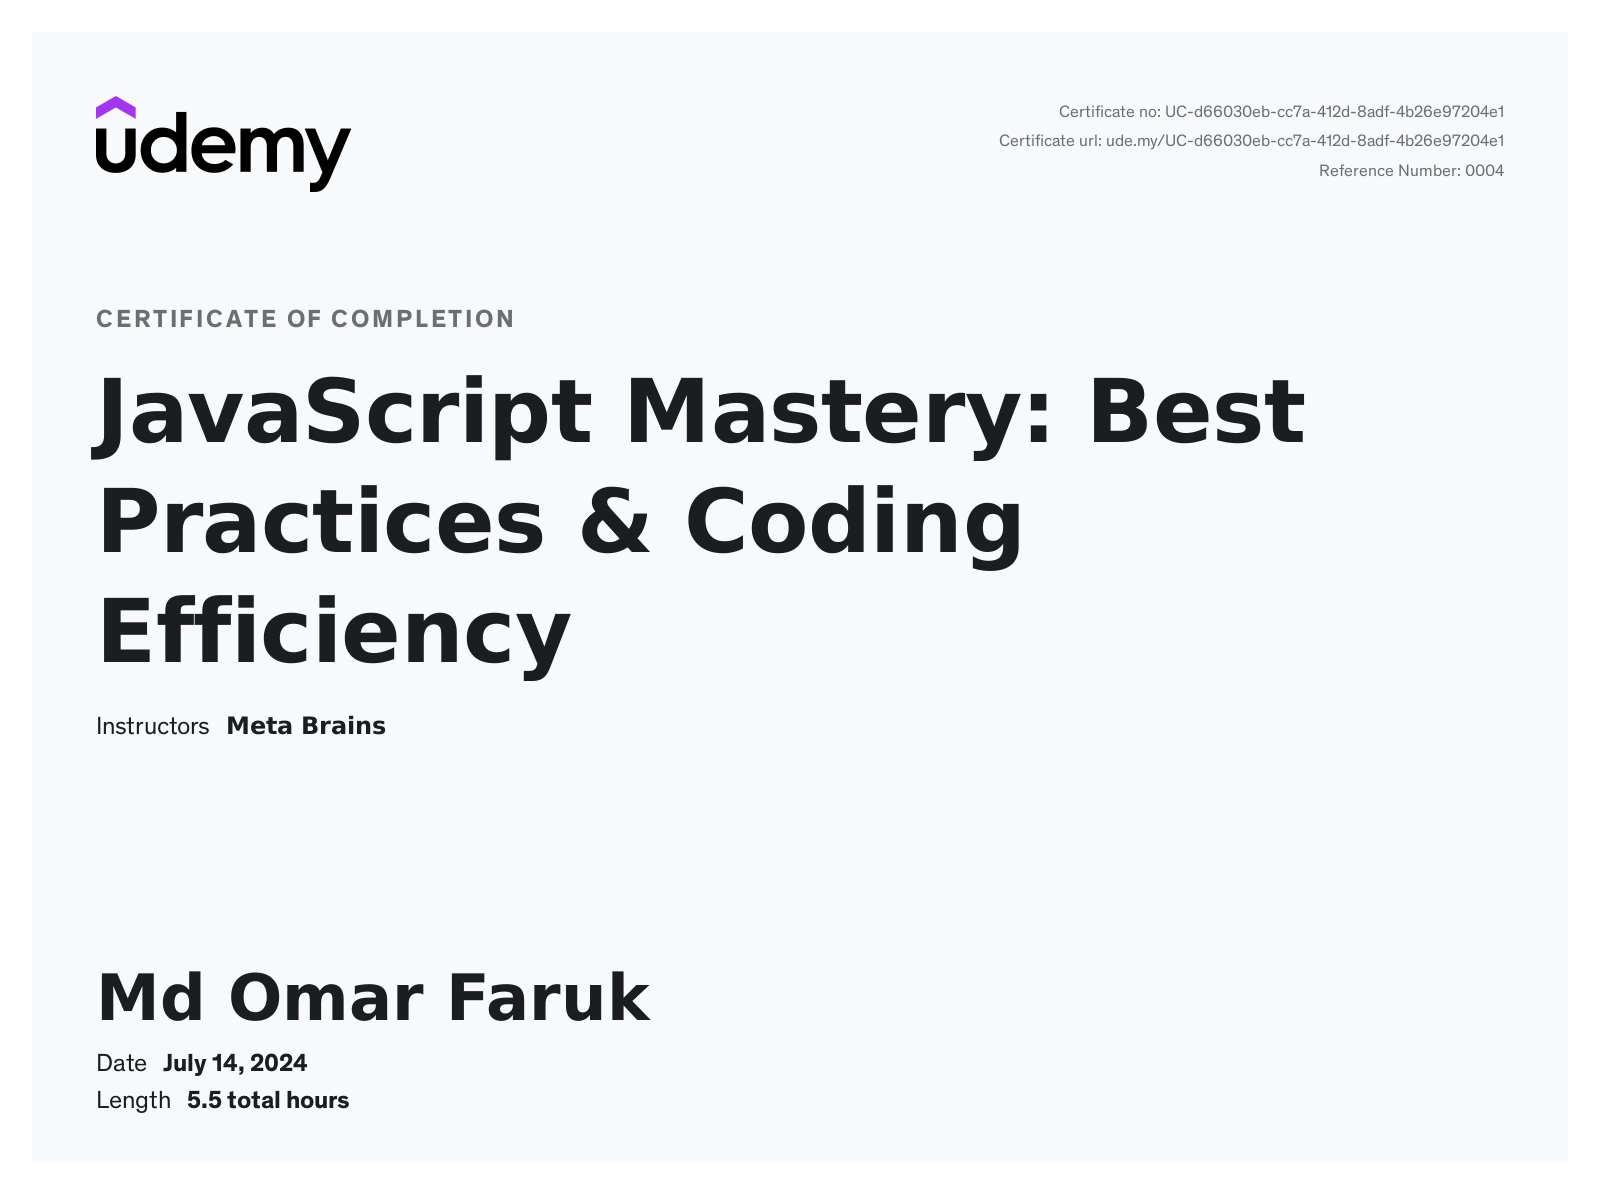 udemy
Certificate no: UC-d66030eb-cc7a-412d-8adf-4b26e97204e1
Certificate url: ude.my/UC-d66030eb-cc7a-412d-8adf-4b26e97204e1
Reference Number: 0004
CERTIFICATE OF COMPLETION
JavaScript Mastery: Best
Practices & Coding
Efficiency
Instructors Meta Brains
Md Omar Faruk
Date July 14, 2024
Length 5.5 total hours